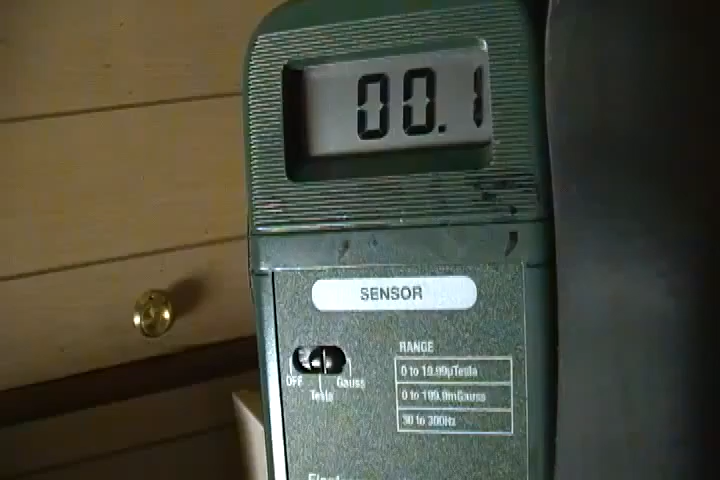 00.1
SENSOR
RANGE
0 to 19.99µTesla
0 to 199.9mGauss
30 to 300Hz
OFF
Tesla
Gauss